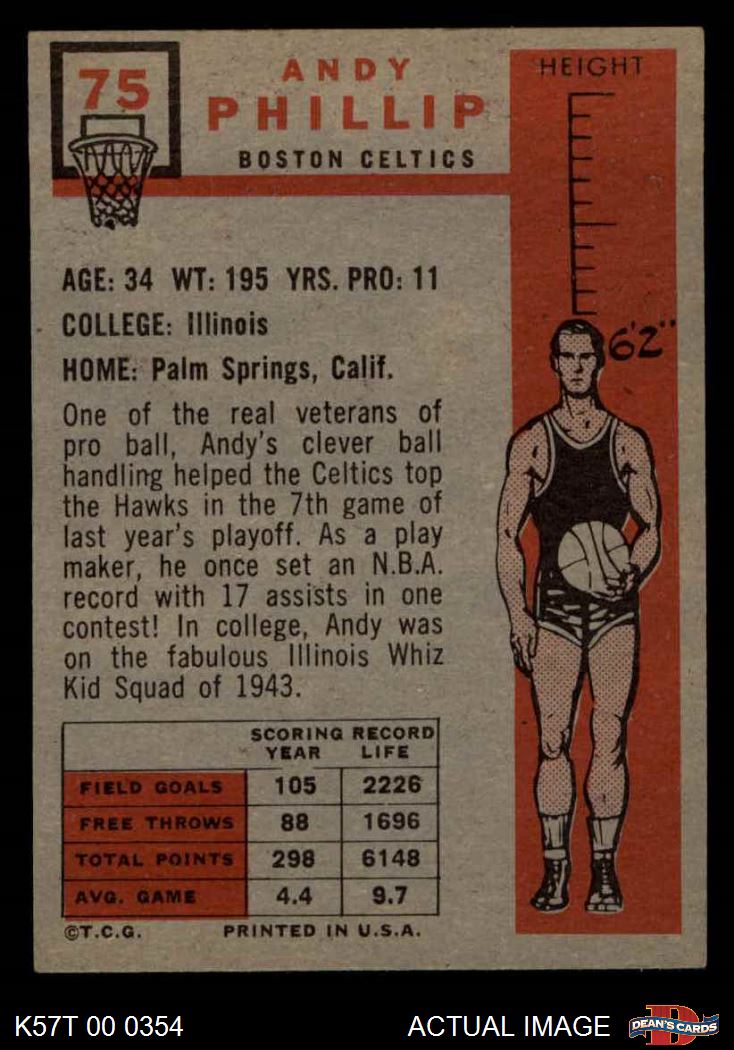 75
ANDY
PHILLIP
BOSTON CELTICS
HEIGHT
6'2"
AGE: 34 WT: 195 YRS. PRO: 11
COLLEGE: Illinois
HOME: Palm Springs, Calif.
One of the real veterans of
pro ball, Andy's clever ball
handling helped the Celtics top
the Hawks in the 7th game of
last year's playoff. As a play
maker, he once set an N.B.A.
record with 17 assists in one
contest! In college, Andy was
on the fabulous Illinois Whiz
Kid Squad of 1943.
SCORING RECORD
YEAR LIFE
FIELD GOALS 105 2226
FREE THROWS 88 1696
TOTAL POINTS 298 6148
AVG. GAME 4.4 9.7
©T.C.G. PRINTED IN U.S.A.
K57T 00 0354 ACTUAL IMAGE D DEAN'S CARDS